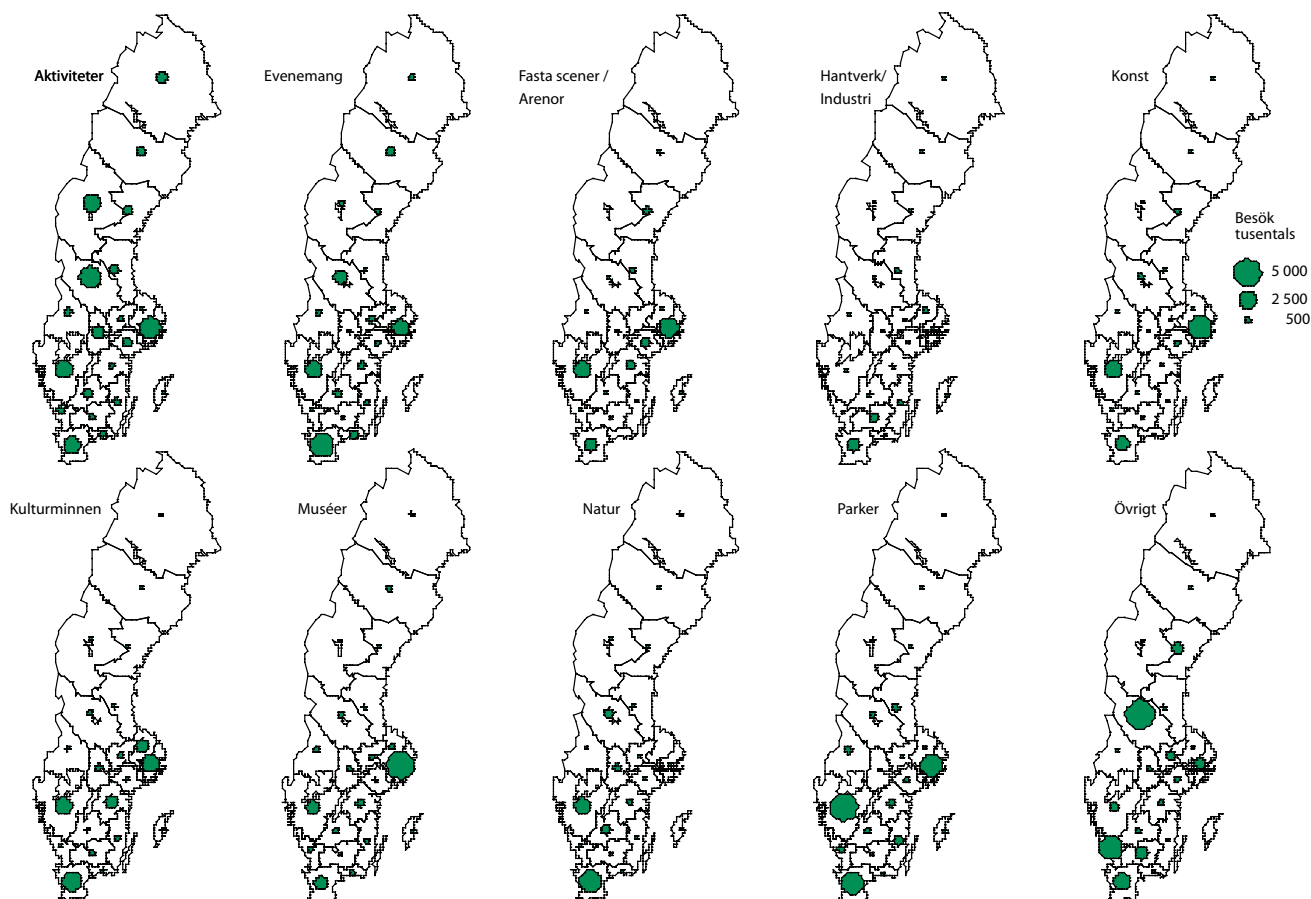 Aktiviteter
Evenemang
Fasta scener /
Arenor
Hantverk/
Industri
Konst
Besök
tusentals
5 000
2 500
500
Kulturminnen
Muséer
Natur
Parker
Övrigt